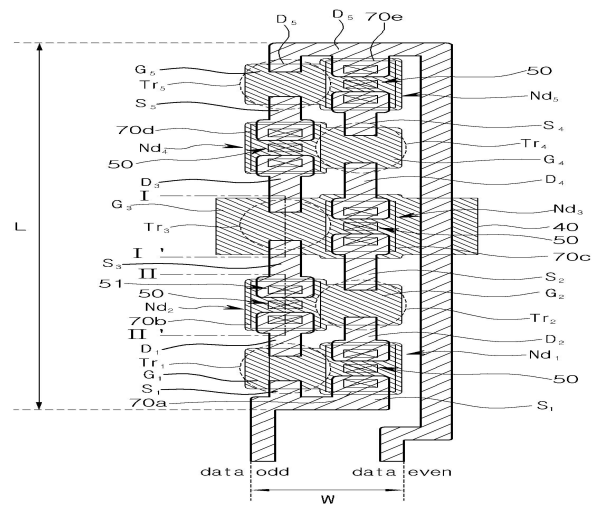 D₅ D₅ 70e
G₅ 50
Tr₅
S₅ Nd₅
70d S₄
Nd₄ Tr₄
50 G₄
D₃ D₄
I
G₃ Nd₃
L 40
Tr₃ 50
I' 70c
S₃
II S₂
51 G₂
50
Nd₂
70b Tr₂
II'
D₁ D₂
Tr₁ Nd₁
G₁ 50
S₁
70a S₁
data odd data even
W